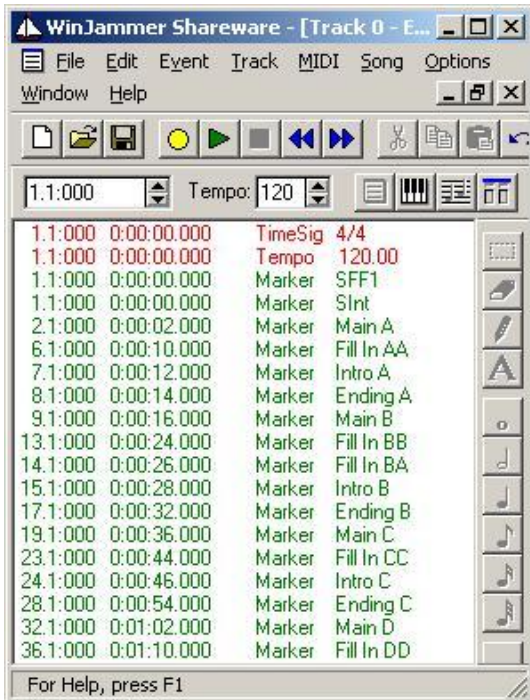 WinJammer Shareware - [Track 0 - E...
File Edit Event Track MIDI Song Options
Window Help
1.1:000 Tempo: 120
1.1:000 0:00:00.000 TimeSig 4/4
1.1:000 0:00:00.000 Tempo 120.00
1.1:000 0:00:00.000 Marker SFF1
1.1:000 0:00:00.000 Marker SInt
2.1:000 0:00:02.000 Marker Main A
6.1:000 0:00:10.000 Marker Fill In AA
7.1:000 0:00:12.000 Marker Intro A
8.1:000 0:00:14.000 Marker Ending A
9.1:000 0:00:16.000 Marker Main B
13.1:000 0:00:24.000 Marker Fill In BB
14.1:000 0:00:26.000 Marker Fill In BA
15.1:000 0:00:28.000 Marker Intro B
17.1:000 0:00:32.000 Marker Ending B
19.1:000 0:00:36.000 Marker Main C
23.1:000 0:00:44.000 Marker Fill In CC
24.1:000 0:00:46.000 Marker Intro C
28.1:000 0:00:54.000 Marker Ending C
32.1:000 0:01:02.000 Marker Main D
36.1:000 0:01:10.000 Marker Fill In DD
A
For Help, press F1